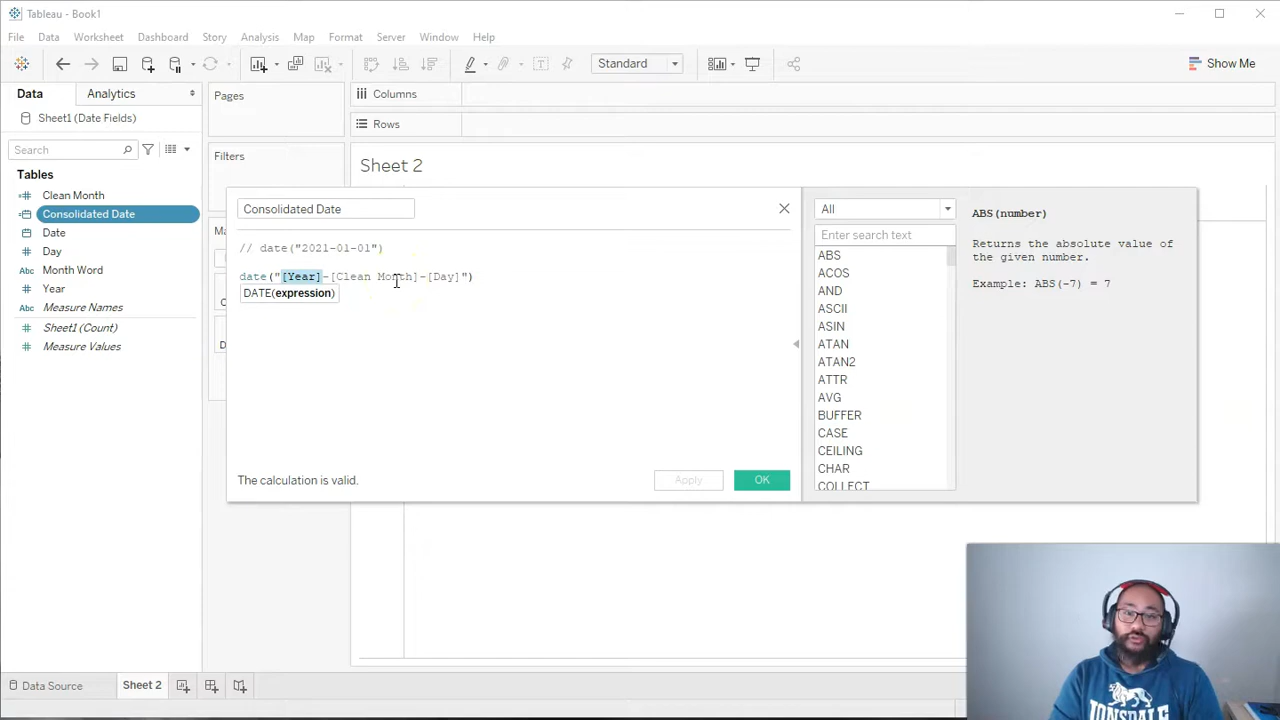 Tableau - Book1
File Data Worksheet Dashboard Story Analysis Map Format Server Window Help
Standard
Show Me
Data Analytics
Sheet1 (Date Fields)
Search
Tables
Clean Month
Consolidated Date
Date
Day
Abc Month Word
Year
Abc Measure Names
Sheet1 (Count)
Measure Values
Pages
Filters
Columns
Rows
Sheet 2
Consolidated Date
// date("2021-01-01")
date("[Year]-[Clean Month]-[Day]")
DATE(expression)
The calculation is valid.
Apply
OK
All
Enter search text
ABS
ACOS
AND
ASCII
ASIN
ATAN
ATAN2
ATTR
AVG
BUFFER
CASE
CEILING
CHAR
COLLECT
ABS(number)
Returns the absolute value of
the given number.
Example: ABS(-7) = 7
Data Source
Sheet 2
LONSDALE